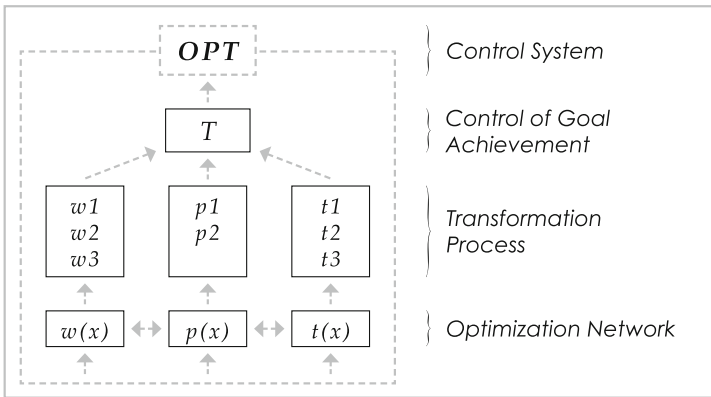 OPT
Control System
T
Control of Goal
Achievement
w1
w2
w3
p1
p2
t1
t2
t3
Transformation
Process
w(x)
p(x)
t(x)
Optimization Network